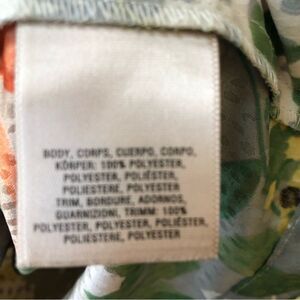 BODY, CORPS, CUERPO, CORPO,
KÖRPER: 100% POLYESTER,
POLYESTER, POLIÉSTER,
POLIESTERE, POLYESTER
TRIM, BORDURE, ADORNOS,
GUARNIZIONI, TRIMM: 100%
POLYESTER, POLYESTER, POLIÉSTER,
POLIESTERE, POLYESTER